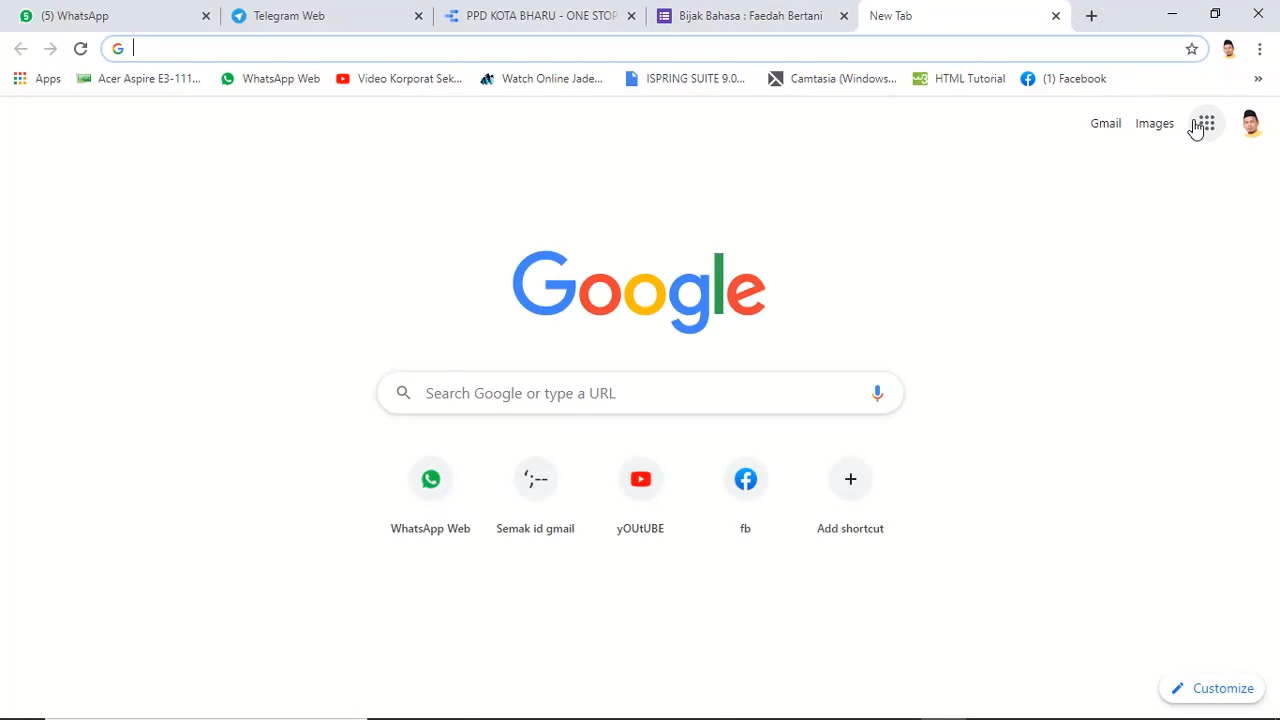 (5) WhatsApp
Telegram Web
PPD KOTA BHARU - ONE STOP
Bijak Bahasa : Faedah Bertani
New Tab
Apps
Acer Aspire E3-111...
WhatsApp Web
Video Korporat Sek...
Watch Online Jade...
ISPRING SUITE 9.0...
Camtasia (Windows...
HTML Tutorial
(1) Facebook
Gmail
Images
Google
Search Google or type a URL
WhatsApp Web
Semak id gmail
yOUtUBE
fb
Add shortcut
Customize